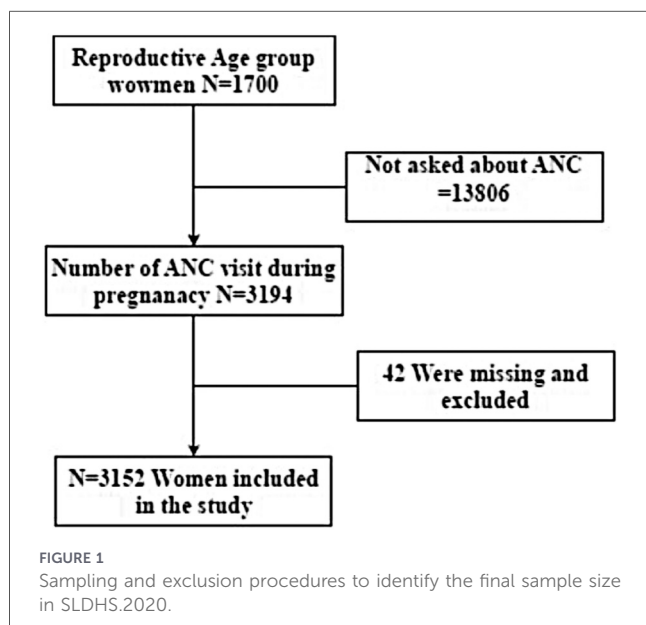 Reproductive Age group
wowmen N=1700
Not asked about ANC
=13806
Number of ANC visit during
pregnanacy N=3194
42 Were missing and
excluded
N=3152 Women included
in the study
FIGURE 1
Sampling and exclusion procedures to identify the final sample size
in SLDHS.2020.